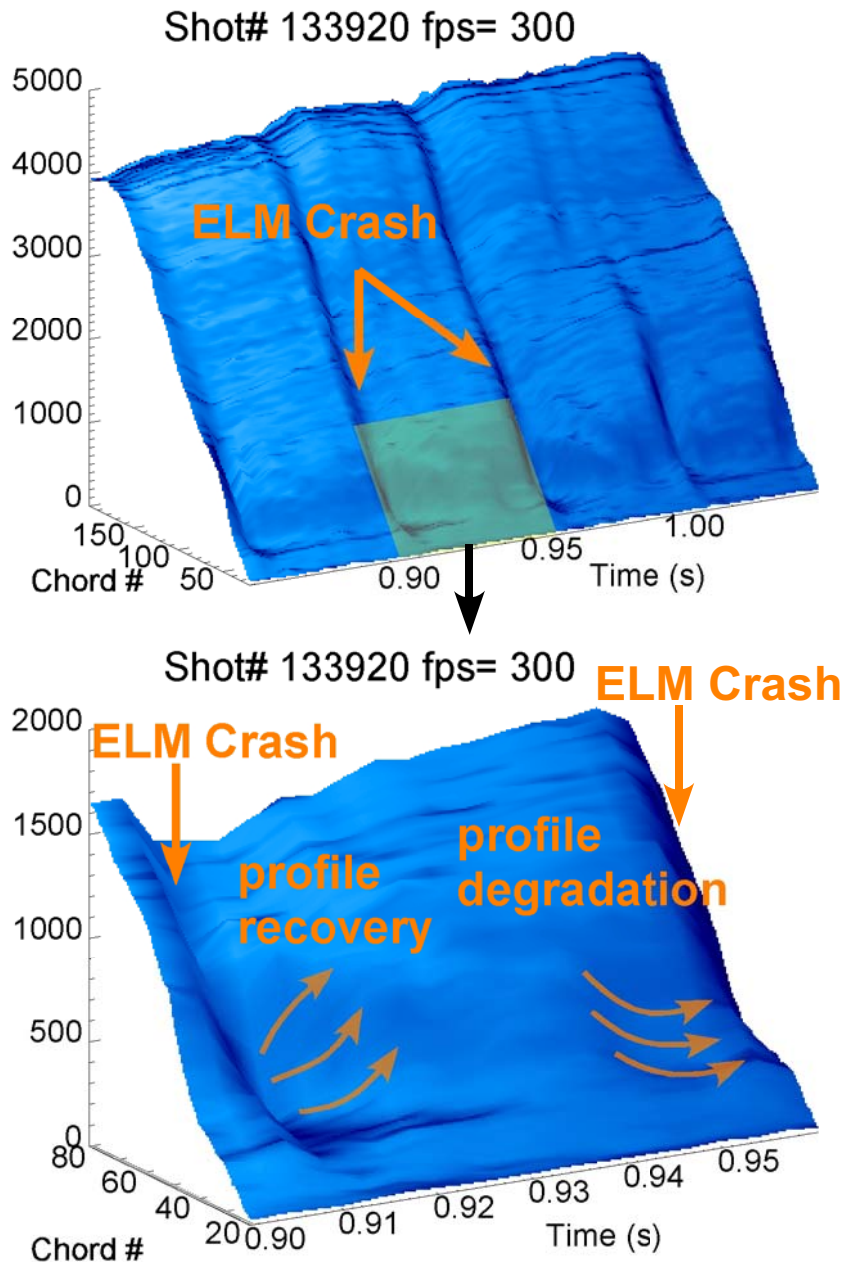 Shot# 133920 fps= 300
5000
4000
ELM Crash
3000
2000
1000
0
150
100
50
Chord #
0.90
0.95
1.00
Time (s)
Shot# 133920 fps= 300
ELM Crash
2000
ELM Crash
1500
profile
degradation
profile
recovery
1000
500
0
80
60
40
20
Chord #
0.90
0.91
0.92
0.93
0.94
0.95
Time (s)